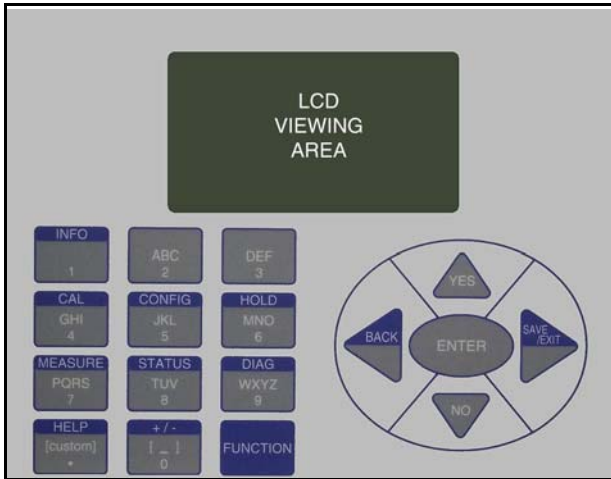 LCD
VIEWING
AREA
INFO
1
ABC
2
DEF
3
CAL
GHI
4
CONFIG
JKL
5
HOLD
MNO
6
MEASURE
PQRS
7
STATUS
TUV
8
DIAG
WXYZ
9
HELP
[custom]
•
+ / -
[ _ ]
0
FUNCTION
YES
BACK
ENTER
SAVE
/EXIT
NO